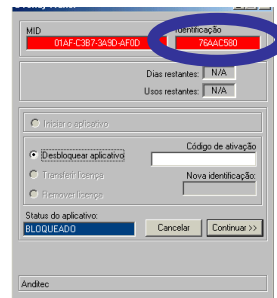 MID
Identificação
01AF-C3B7-3A9D-AF0D
76AAC580
Dias restantes: N/A
Usos restantes: N/A
Iniciar o aplicativo
Código de ativação
Desbloquear aplicativo
Transferir licença
Nova identificação:
Remover licença
Status do aplicativo:
BLOQUEADO
Cancelar
Continuar >>
Anditec